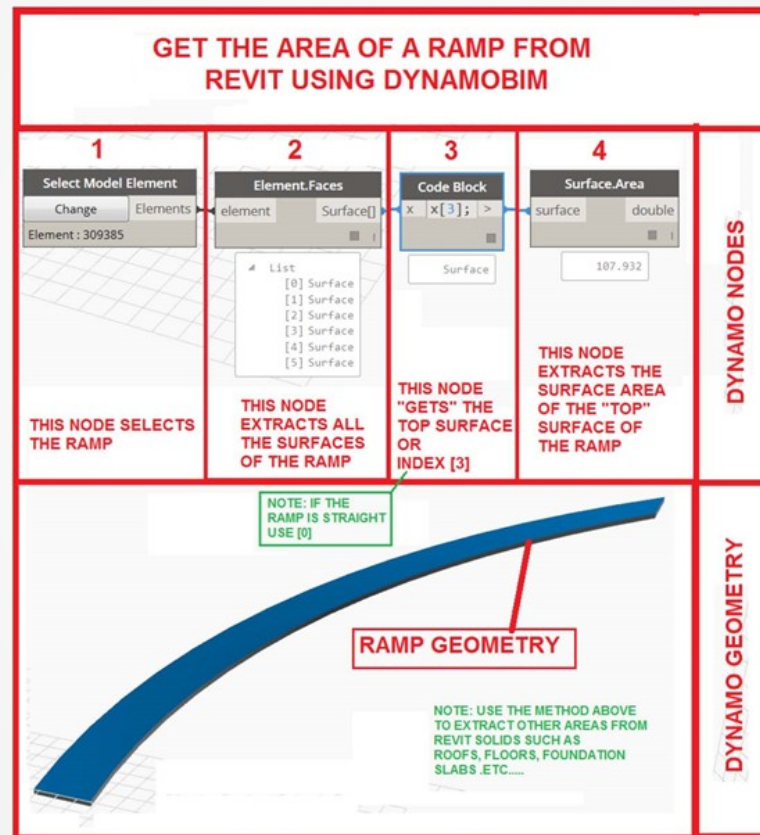 GET THE AREA OF A RAMP FROM
REVIT USING DYNAMOBIM
1
Select Model Element
Change Elements
Element : 309385
THIS NODE SELECTS
THE RAMP
2
Element.Faces
element Surface[]
!
List
[0] Surface
[1] Surface
[2] Surface
[3] Surface
[4] Surface
[5] Surface
THIS NODE
EXTRACTS ALL
THE SURFACES
OF THE RAMP
3
Code Block
x x[3]; >
Surface
THIS NODE
"GETS" THE
TOP SURFACE
OR
INDEX [3]
4
Surface.Area
surface double
!
107.932
THIS NODE
EXTRACTS THE
SURFACE AREA
OF THE "TOP"
SURFACE OF
THE RAMP
DYNAMO NODES
NOTE: IF THE
RAMP IS STRAIGHT
USE [0]
RAMP GEOMETRY
NOTE: USE THE METHOD ABOVE
TO EXTRACT OTHER AREAS FROM
REVIT SOLIDS SUCH AS
ROOFS, FLOORS, FOUNDATION
SLABS .ETC.....
DYNAMO GEOMETRY